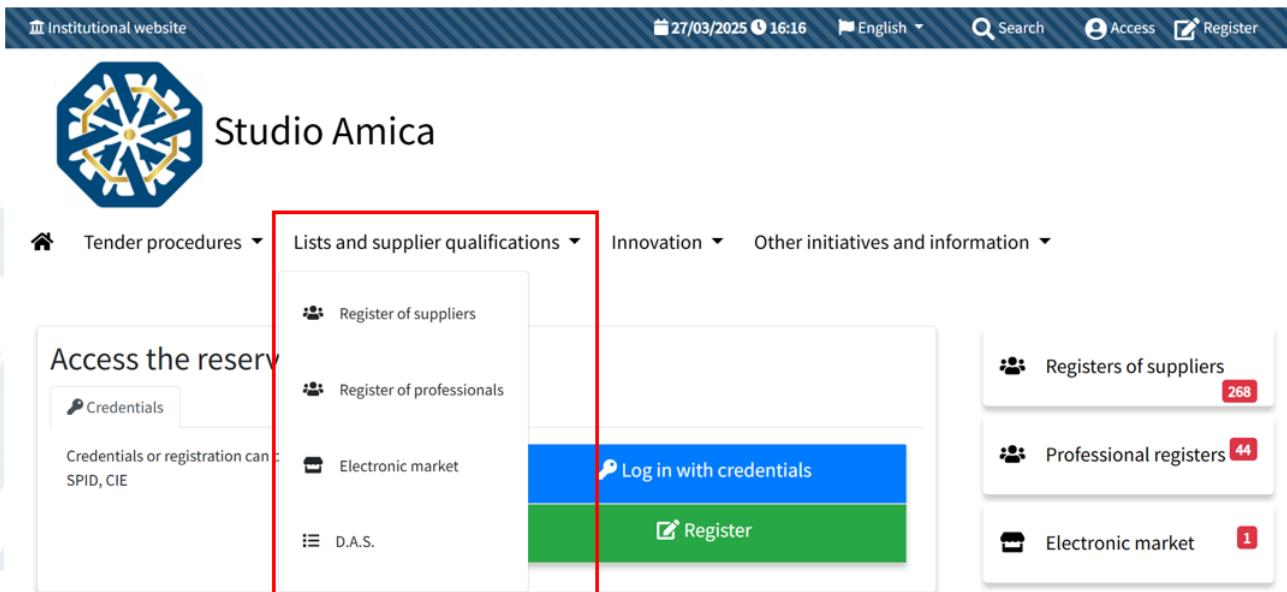 Institutional website
27/03/2025 16:16
English
Search
Access
Register
Studio Amica
Tender procedures
Lists and supplier qualifications
Innovation
Other initiatives and information
Register of suppliers
Register of professionals
Electronic market
D.A.S.
Access the reserv
Credentials
Credentials or registration can
SPID, CIE
Log in with credentials
Register
Registers of suppliers
268
Professional registers 44
Electronic market 1